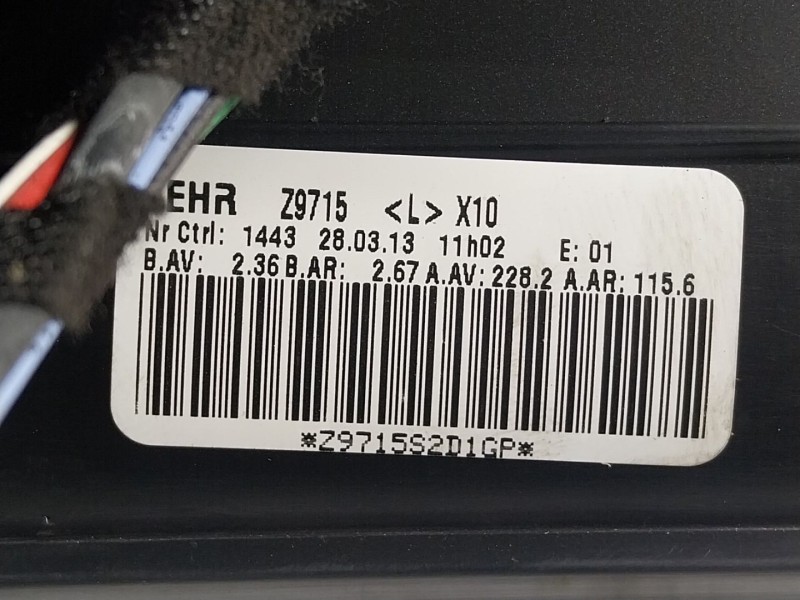 EHR Z9715 <L> X10
Nr Ctrl: 1443 28.03.13 11h02 E: 01
B.AV: 2.36 B.AR: 2.67 A.AV: 228.2 A.AR: 115.6
*Z9715S2D1GP*